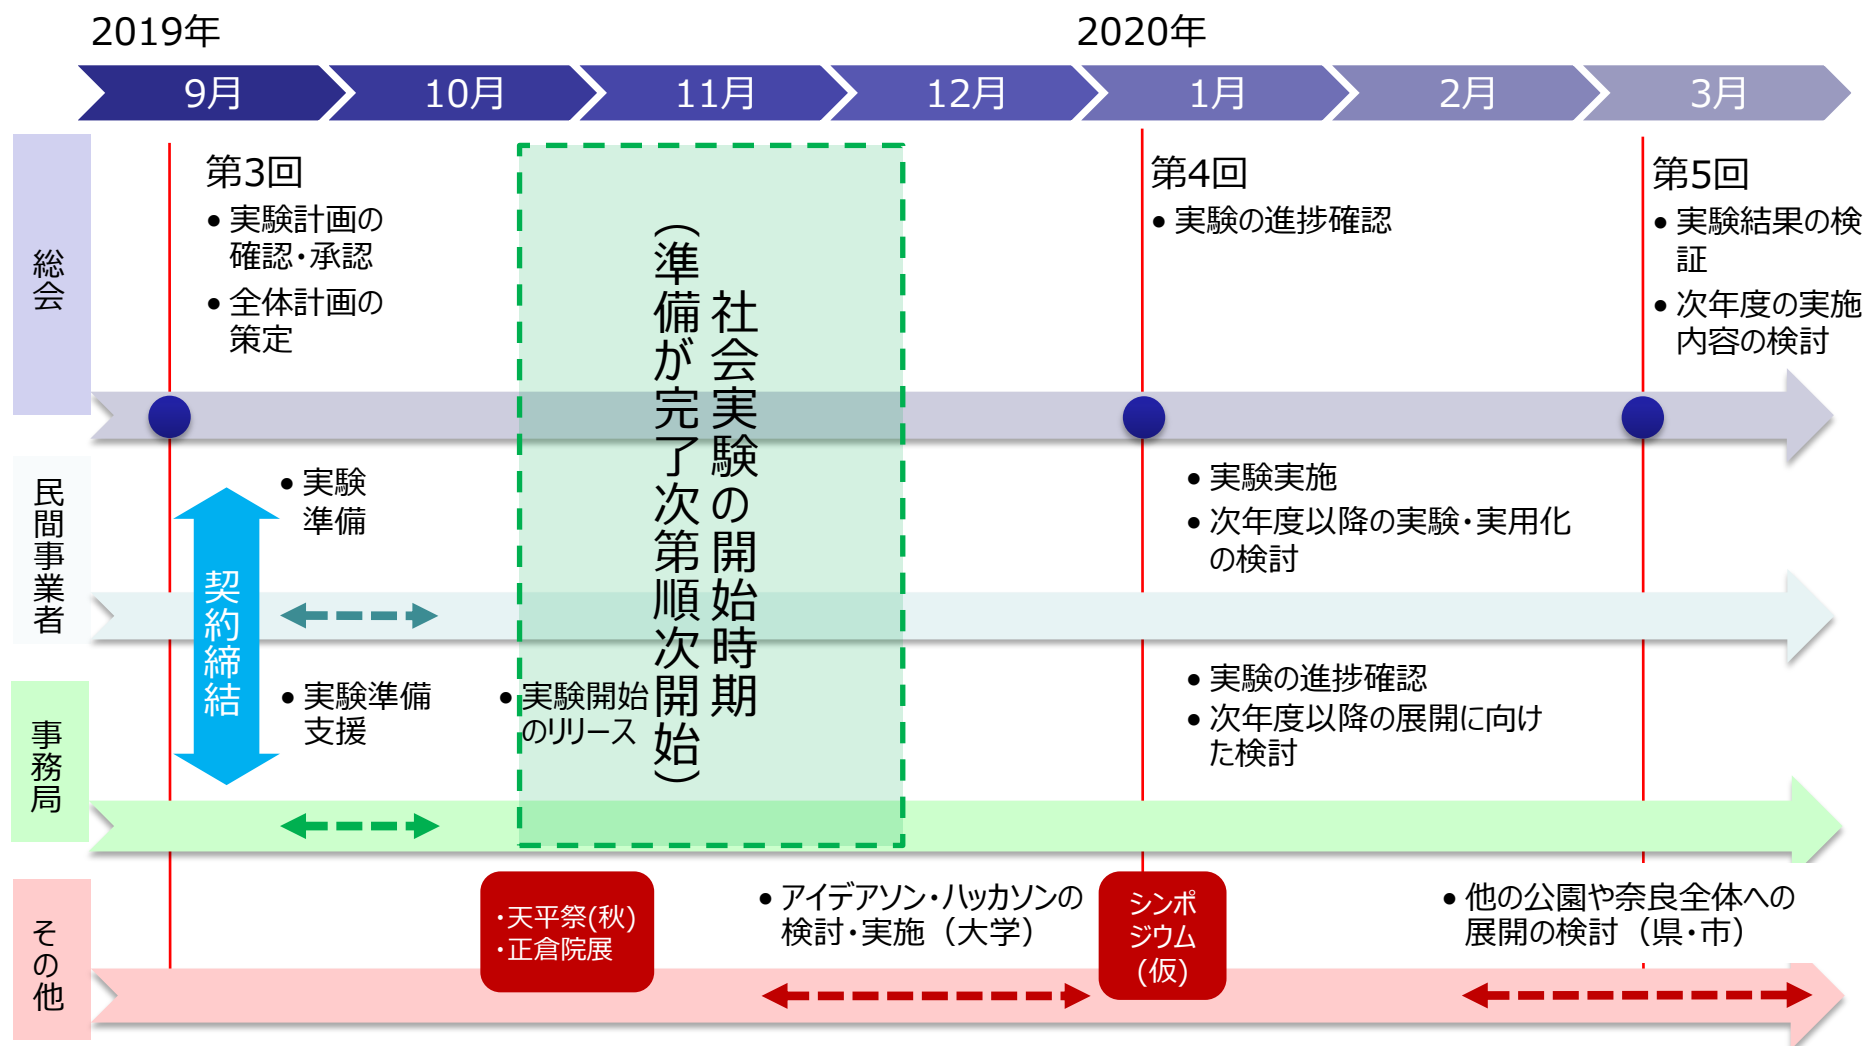 2019年
2020年
9月
10月
11月
12月
1月
2月
3月
総会
第3回
• 実験計画の
確認・承認
• 全体計画の
策定
社会実験の開始時期
（準備が完了次第順次開始）
第4回
• 実験の進捗確認
第5回
• 実験結果の検
証
• 次年度の実施
内容の検討
民間事業者
契約締結
• 実験
準備
• 実験実施
• 次年度以降の実験・実用化
の検討
事務局
• 実験準備
支援
• 実験開始
のリリース
• 実験の進捗確認
• 次年度以降の展開に向け
た検討
その他
・天平祭(秋)
・正倉院展
• アイデアソン・ハッカソンの
検討・実施（大学）
シンポ
ジウム
(仮)
• 他の公園や奈良全体への
展開の検討（県・市）